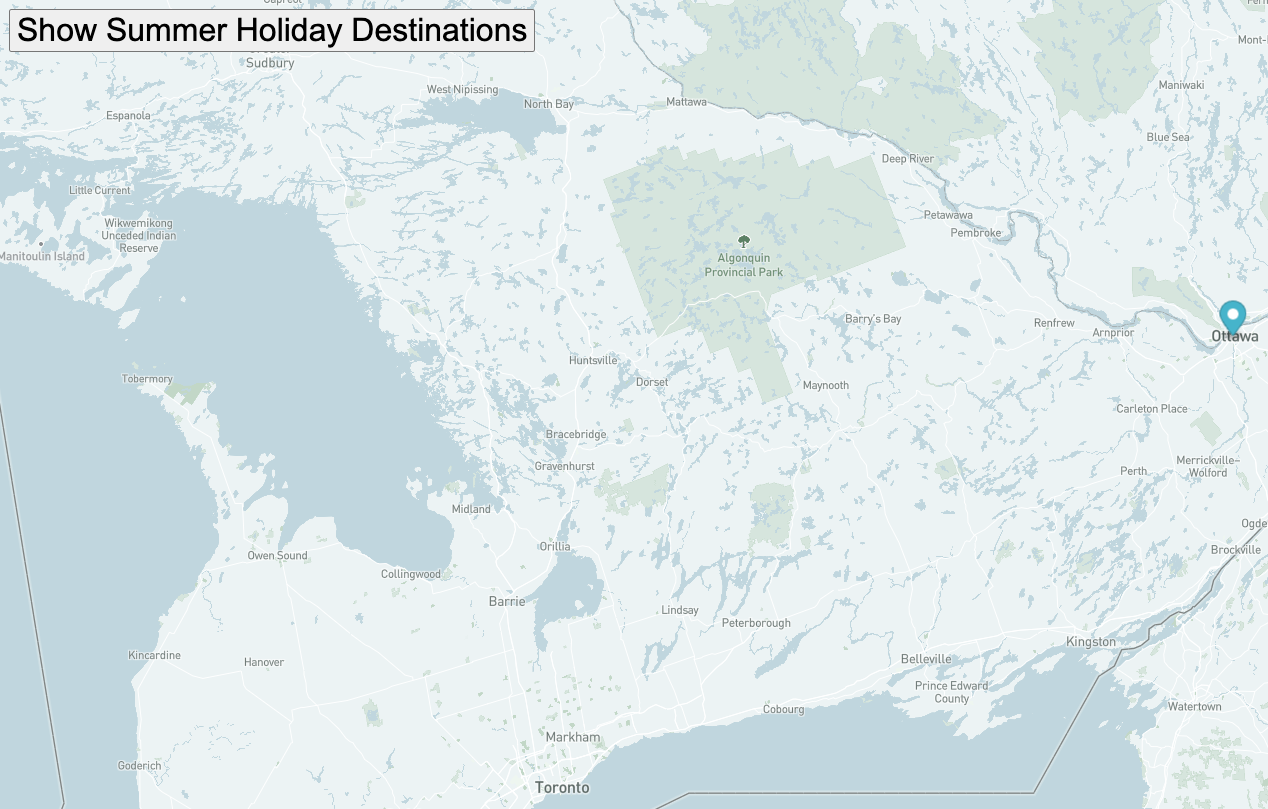 Show Summer Holiday Destinations
Sudbury
West Nipissing
North Bay
Mattawa
Maniwaki
Espanola
Blue Sea
Deep River
Little Current
Petawawa
Wikwemikong
Unceded Indian
Reserve
Pembroke
Manitoulin Island
Algonquin
Provincial Park
Barry's Bay
Renfrew
Arnprior
Ottawa
Huntsville
Tobermory
Dorset
Maynooth
Carleton Place
Bracebridge
Gravenhurst
Perth
Merrickville–
Wolford
Midland
Orillia
Brockville
Owen Sound
Collingwood
Barrie
Lindsay
Peterborough
Kingston
Kincardine
Hanover
Belleville
Prince Edward
County
Cobourg
Watertown
Markham
Goderich
Toronto